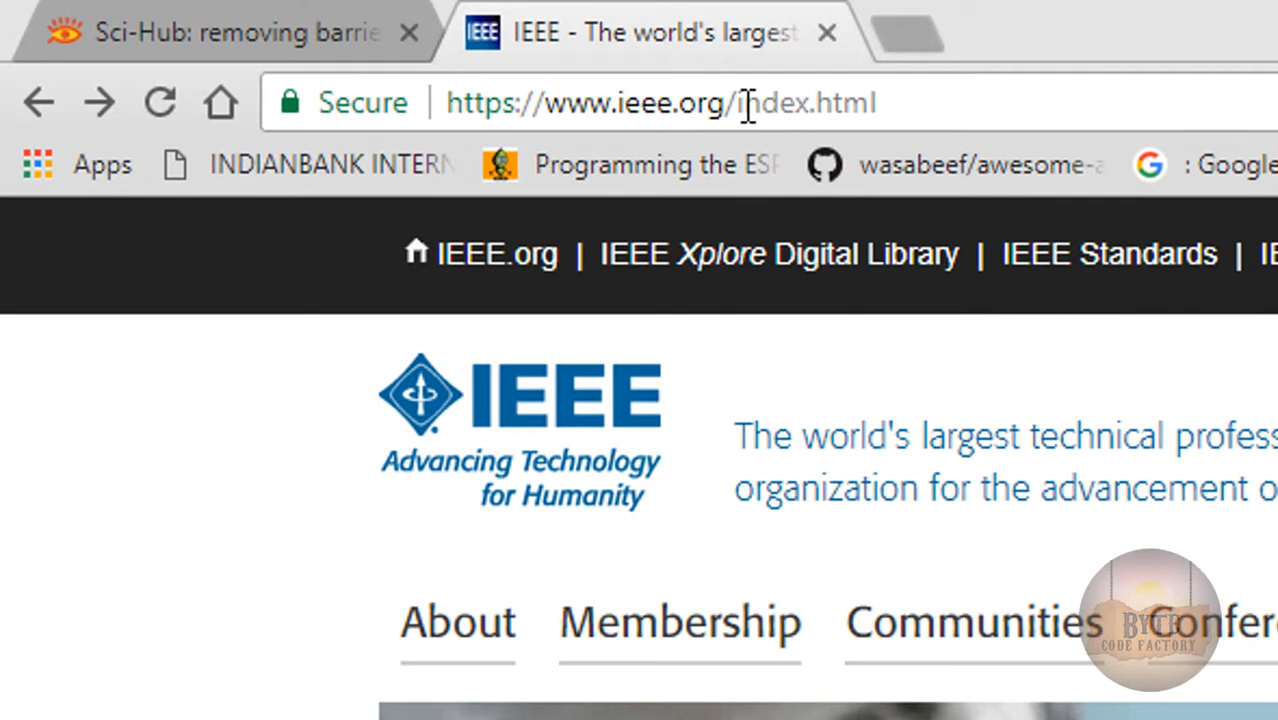 Sci-Hub: removing barrie
IEEE IEEE - The world's largest
Secure https://www.ieee.org/index.html
Apps INDIANBANK INTERN Programming the ESP wasabeef/awesome-a : Google
IEEE.org | IEEE Xplore Digital Library | IEEE Standards | IE
IEEE
Advancing Technology
for Humanity
The world's largest technical profess
organization for the advancement o
About Membership Communities Confer
BYTE
CODE FACTORY